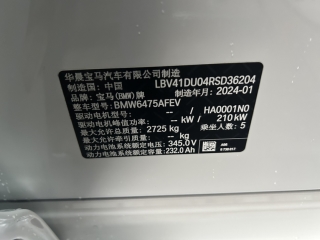 华晨宝马汽车有限公司制造
制造国: 中国 LBV41DU04RSD36204
品牌: 宝马(BMW)牌 制造年月: 2024-01
整车型号: BMW6475AFEV
驱动电机型号: -- / HA0001N0
驱动电机峰值功率: -- kW / 210 kW
最大允许总质量: 2725 kg 乘坐人数: 5
最大允许牵引质量: -- kg
动力电池系统额定电压: 345.0 V
动力电池系统额定容量: 232.0 Ah